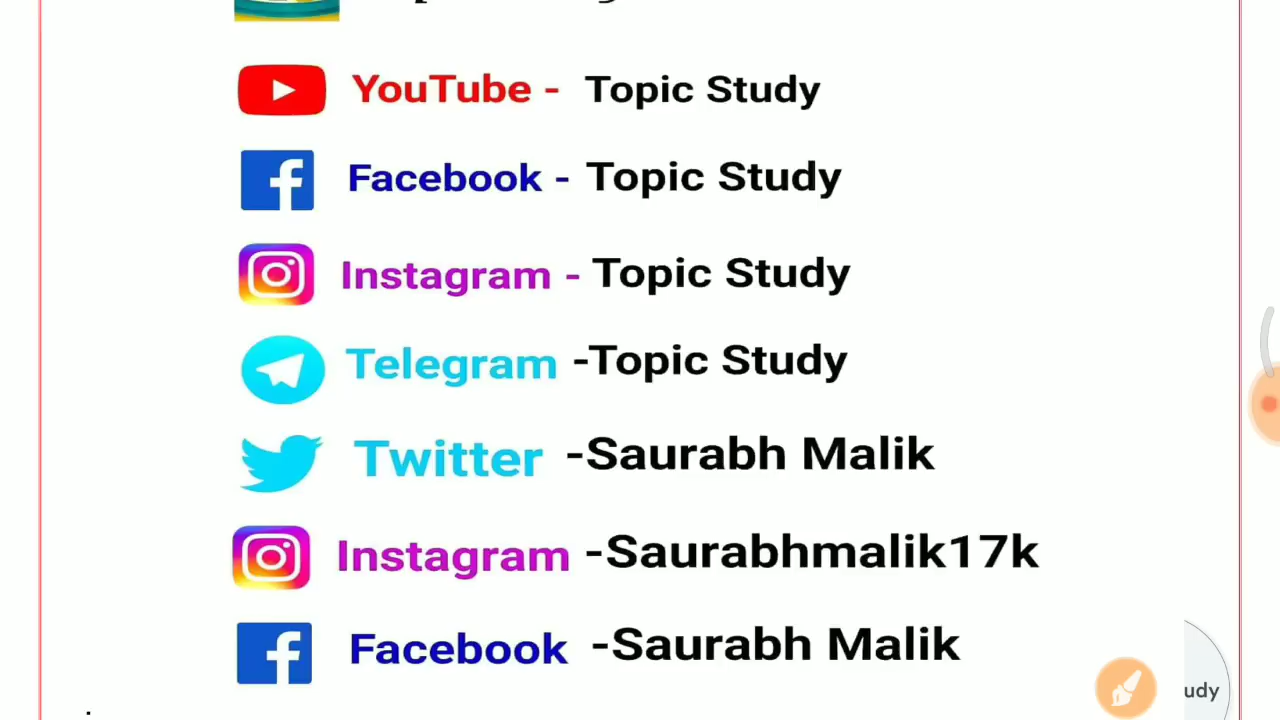 YouTube - Topic Study
Facebook - Topic Study
Instagram - Topic Study
Telegram -Topic Study
Twitter -Saurabh Malik
Instagram -Saurabhmalik17k
Facebook -Saurabh Malik
udy